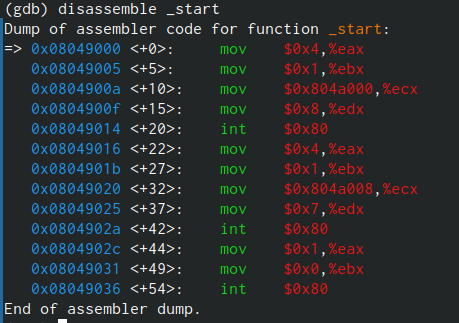 (gdb) disassemble _start
Dump of assembler code for function _start:
=> 0x08049000 <+0>:     mov    $0x4,%eax
   0x08049005 <+5>:     mov    $0x1,%ebx
   0x0804900a <+10>:    mov    $0x804a000,%ecx
   0x0804900f <+15>:    mov    $0x8,%edx
   0x08049014 <+20>:    int    $0x80
   0x08049016 <+22>:    mov    $0x4,%eax
   0x0804901b <+27>:    mov    $0x1,%ebx
   0x08049020 <+32>:    mov    $0x804a008,%ecx
   0x08049025 <+37>:    mov    $0x7,%edx
   0x0804902a <+42>:    int    $0x80
   0x0804902c <+44>:    mov    $0x1,%eax
   0x08049031 <+49>:    mov    $0x0,%ebx
   0x08049036 <+54>:    int    $0x80
End of assembler dump.